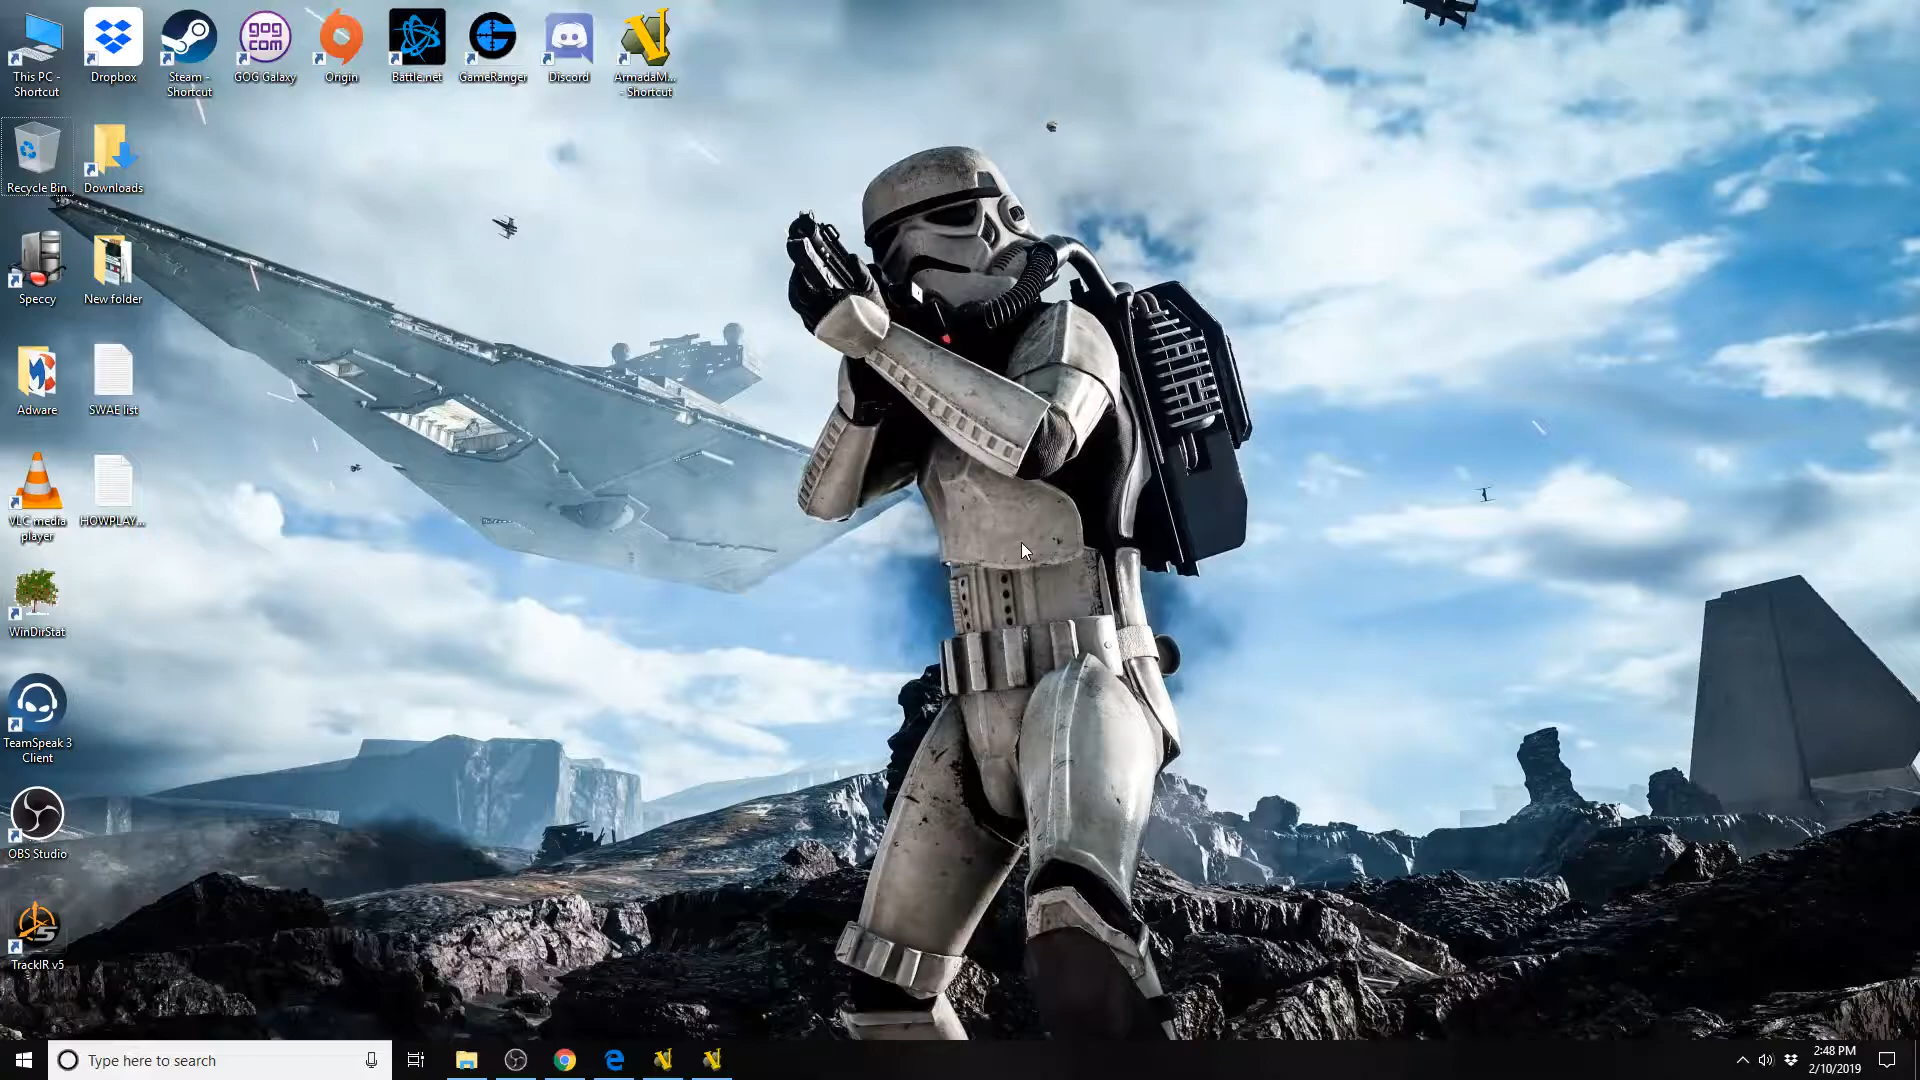 This PC -
Shortcut
Dropbox
Steam -
Shortcut
gog
com
GOG Galaxy
Origin
Battle.net
GameRanger
Discord
ArmadaM...
- Shortcut
Recycle Bin
Downloads
Speccy
New folder
Adware
SWAE list
VLC media
player
HOWPLAY...
WinDirStat
TeamSpeak 3
Client
OBS Studio
5
TrackIR v5
Type here to search
2:48 PM
2/10/2019